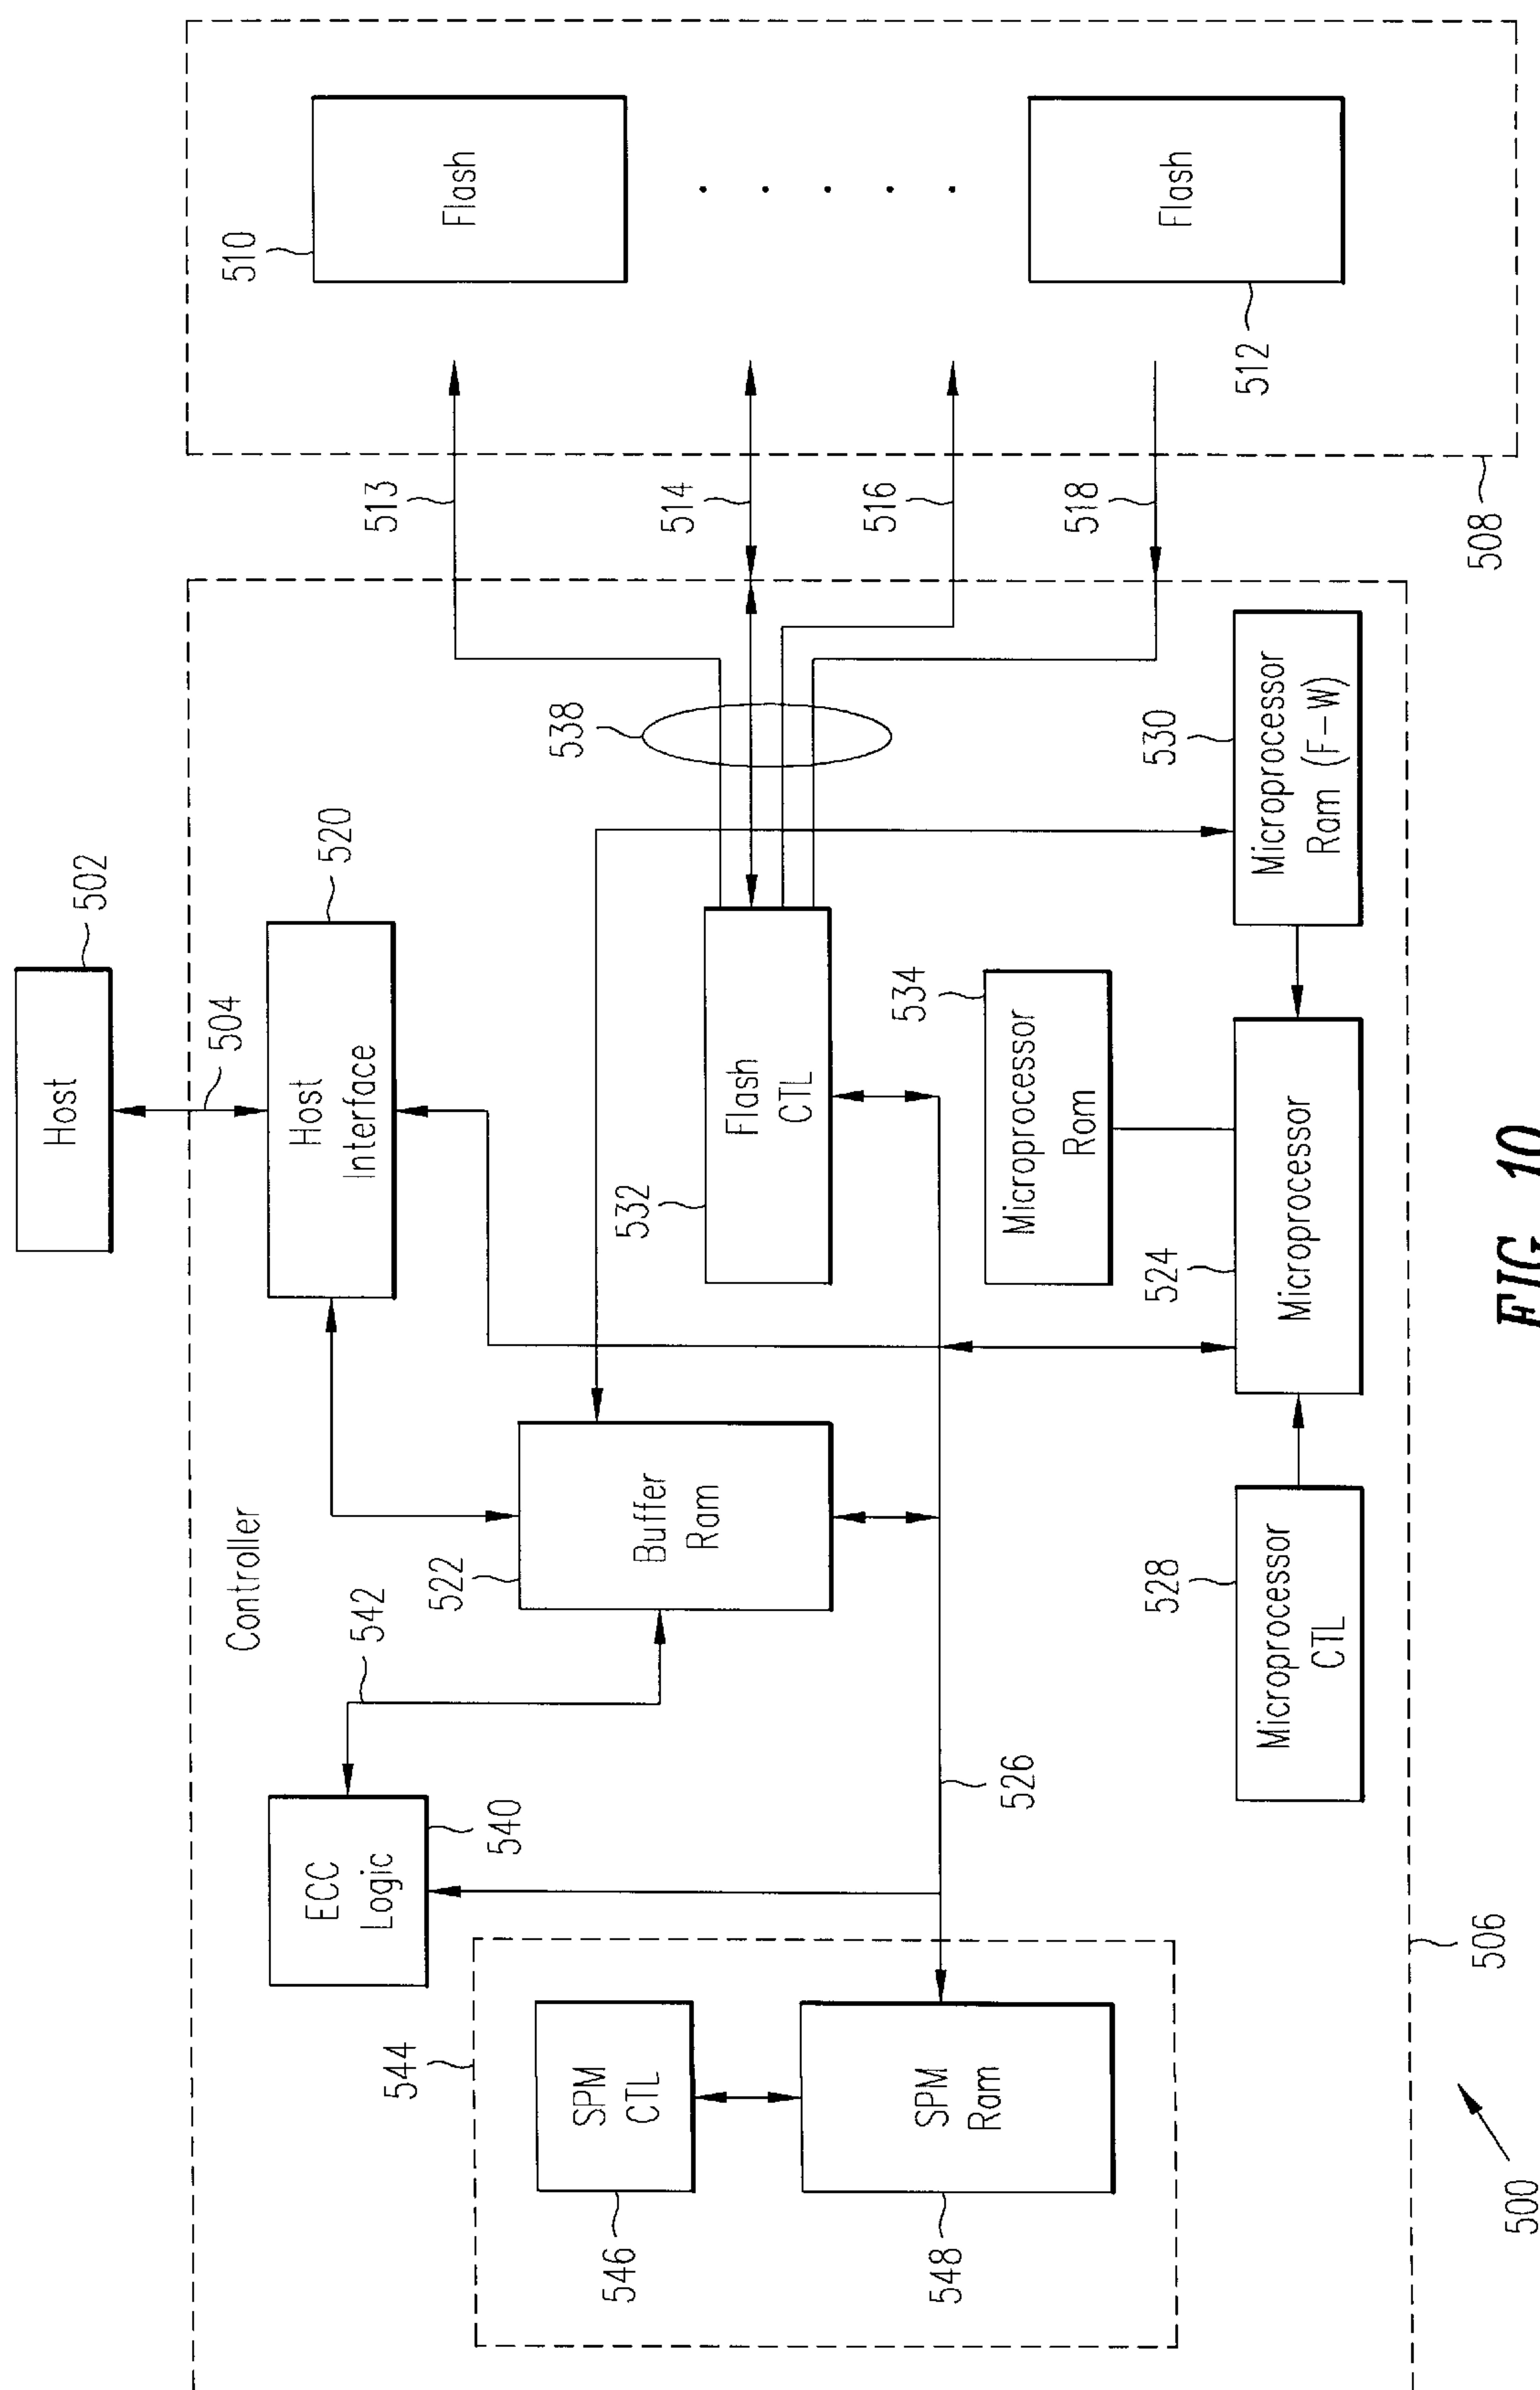 502
Host
504
Controller
520
Host
Interface
542
540
ECC
Logic
522
Buffer
Ram
532
Flash
CTL
538
513
514
516
518
510
Flash
Flash
512
508
544
SPM
CTL
546
SPM
Ram
548
526
534
Microprocessor
Rom
528
Microprocessor
CTL
524
Microprocessor
530
Microprocessor
Ram (F-W)
506
500
FIG. 10